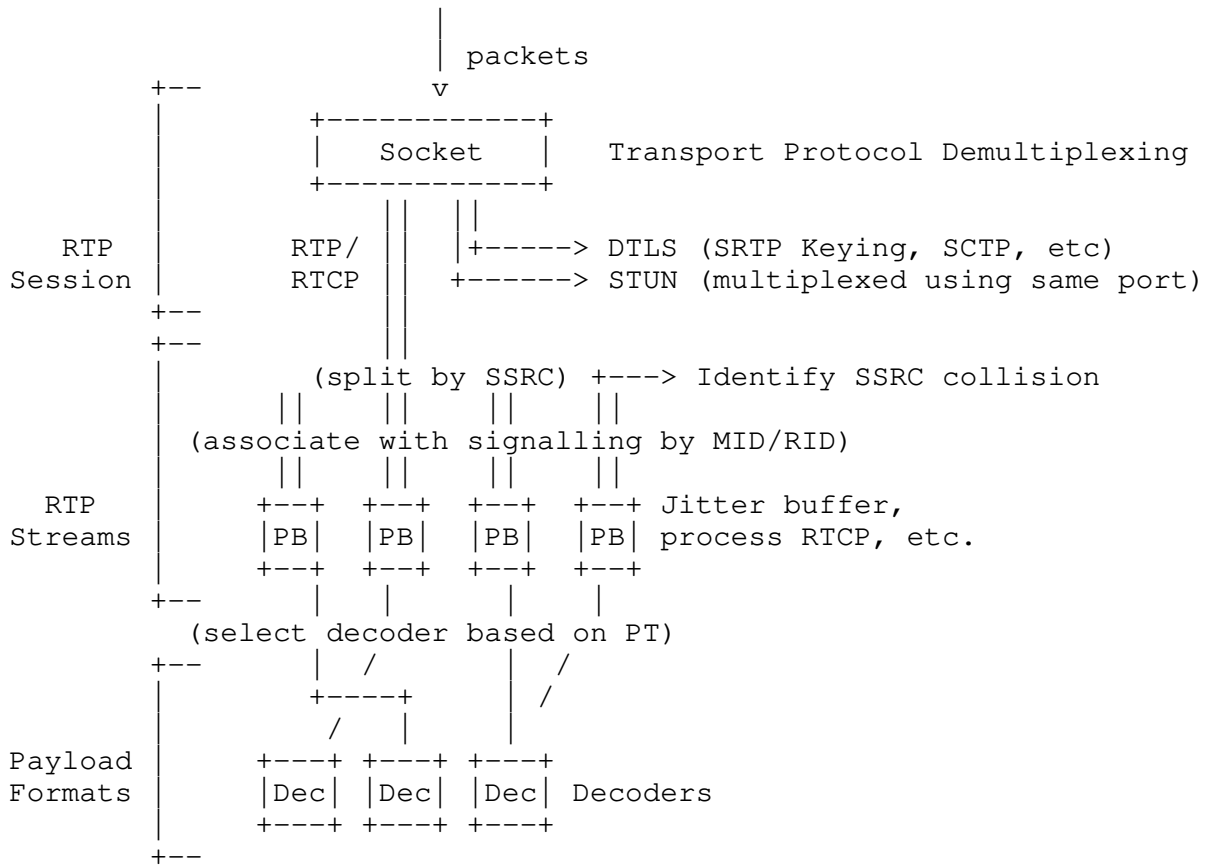 packets
v
Socket Transport Protocol Demultiplexing
RTP RTP/ DTLS (SRTP Keying, SCTP, etc)
Session RTCP STUN (multiplexed using same port)
(split by SSRC) +---> Identify SSRC collision
(associate with signalling by MID/RID)
RTP Jitter buffer,
Streams PB PB PB PB process RTCP, etc.
(select decoder based on PT)
Payload
Formats Dec Dec Dec Decoders